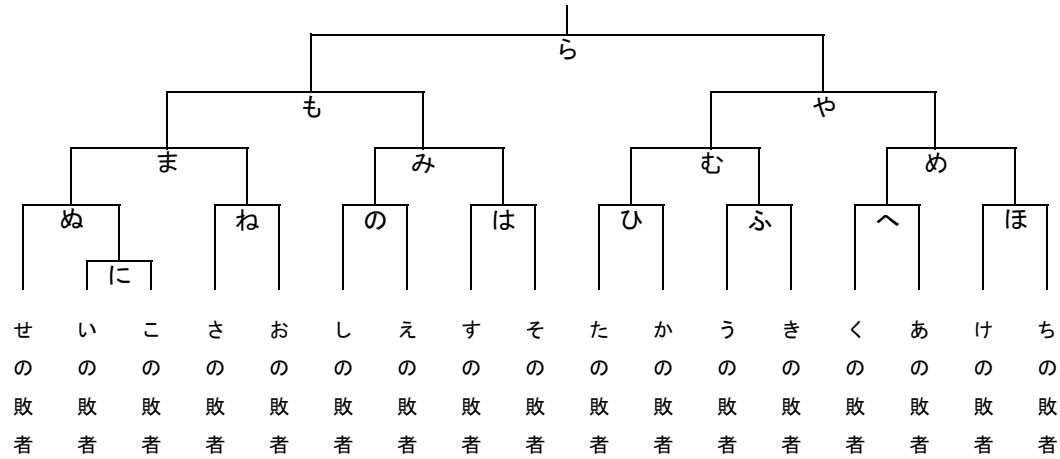 ら
も や
ま み む め
ぬ ね の は ひ ふ へ ほ
に
せの敗者
いの敗者
この敗者
さの敗者
おの敗者
しの敗者
えの敗者
すの敗者
その敗者
たの敗者
かの敗者
うの敗者
きの敗者
くの敗者
あの敗者
けの敗者
ちの敗者